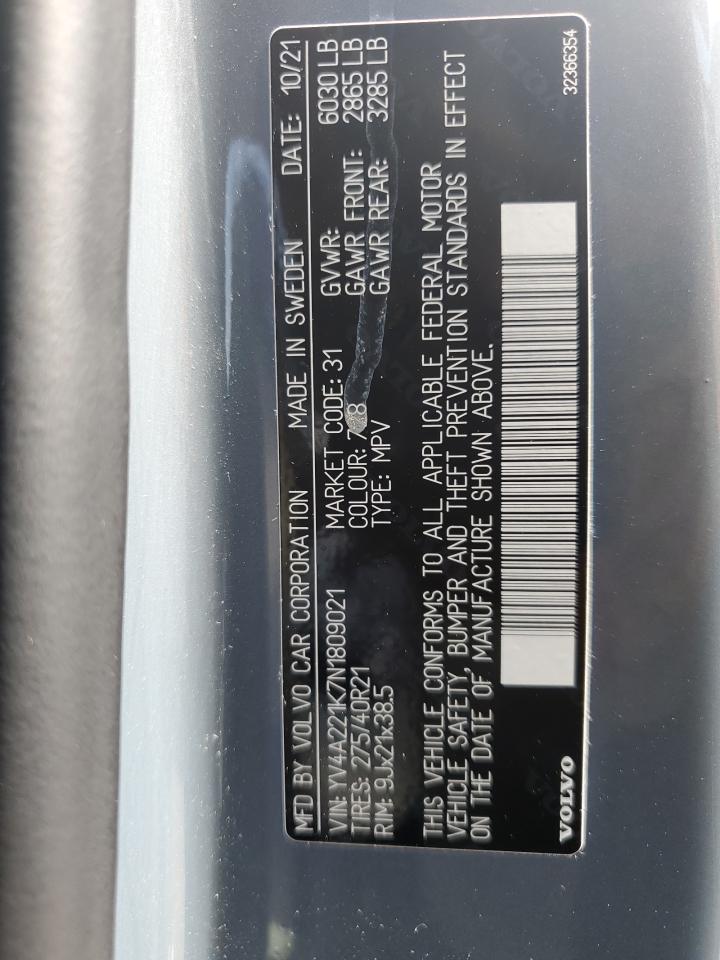 MFD BY VOLVO CAR CORPORATION MADE IN SWEDEN DATE: 10/21
VIN: YV4A221K7N1809021 MARKET CODE: 31 GVWR: 6030 LB
TIRES: 275/40R21 COLOUR: GAWR FRONT: 2865 LB
RIM: 9Jx21x38.5 TYPE: MPV GAWR REAR: 3285 LB
THIS VEHICLE CONFORMS TO ALL APPLICABLE FEDERAL MOTOR
VEHICLE SAFETY, BUMPER AND THEFT PREVENTION STANDARDS IN EFFECT
ON THE DATE OF MANUFACTURE SHOWN ABOVE.
VOLVO 32366354